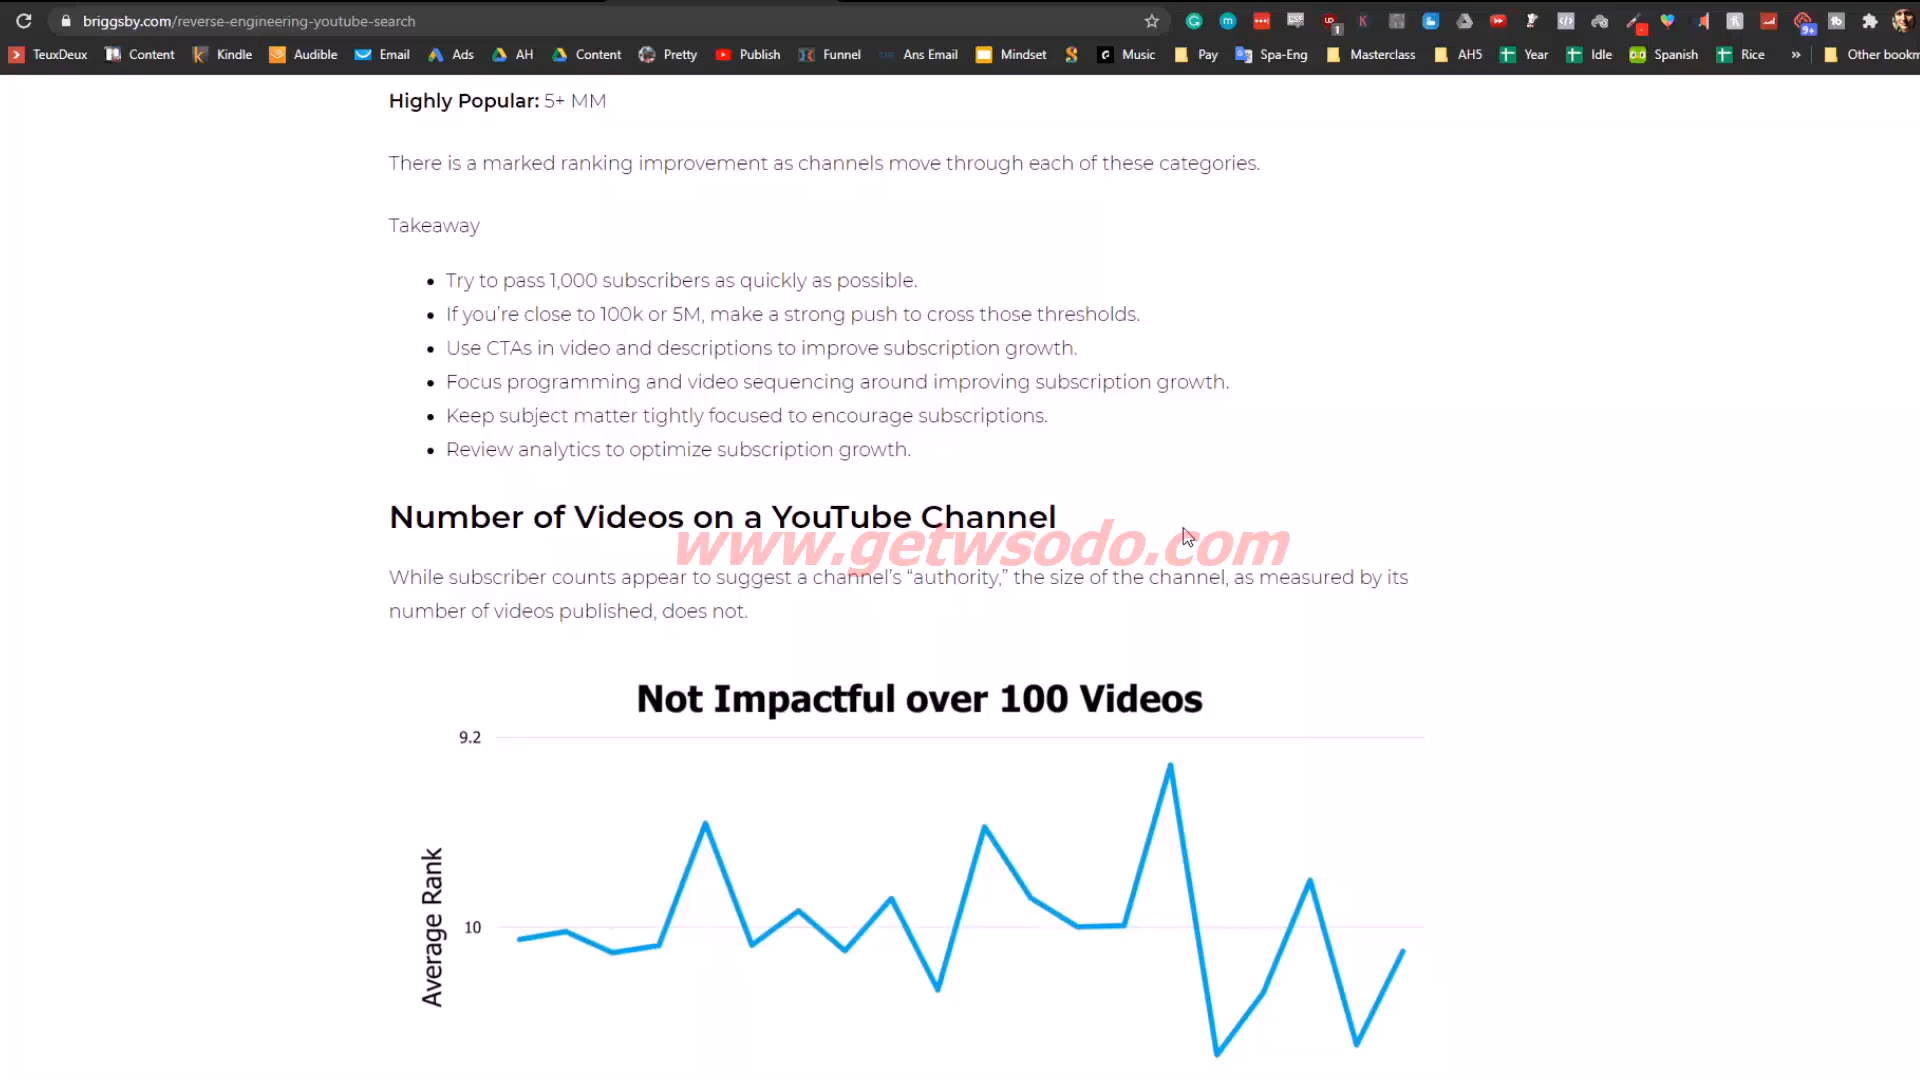 briggsby.com/reverse-engineering-youtube-search
TeuxDeux Content Kindle Audible Email Ads AH Content Pretty Publish Funnel Ans Email Mindset Music Pay Spa-Eng Masterclass AH5 Year Idle Spanish Rice » Other bookm
Highly Popular: 5+ MM
There is a marked ranking improvement as channels move through each of these categories.
Takeaway
• Try to pass 1,000 subscribers as quickly as possible.
• If you're close to 100k or 5M, make a strong push to cross those thresholds.
• Use CTAs in video and descriptions to improve subscription growth.
• Focus programming and video sequencing around improving subscription growth.
• Keep subject matter tightly focused to encourage subscriptions.
• Review analytics to optimize subscription growth.
Number of Videos on a YouTube Channel
www.getwsodo.com
While subscriber counts appear to suggest a channel's “authority,” the size of the channel, as measured by its
number of videos published, does not.
Not Impactful over 100 Videos
9.2
Average Rank
10